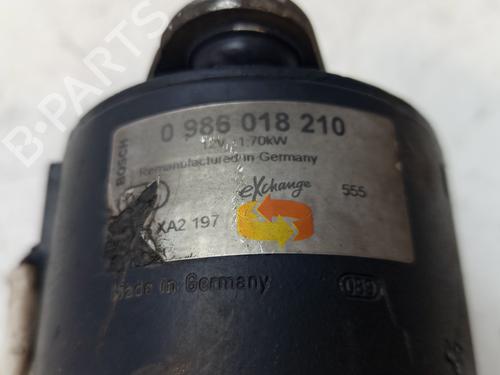 B-PARTS
BOSCH
0 986 018 210
12V 1.70kW
Remanufactured in Germany
eXchange
555
XA2 197
Made in Germany